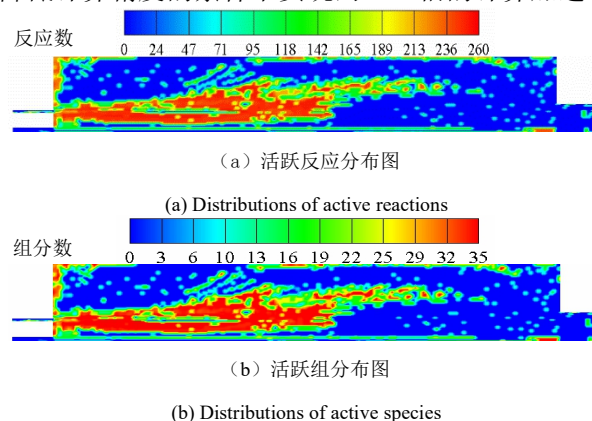 反应数
0 24 47 71 95 118 142 165 189 213 236 260
（a）活跃反应分布图
(a) Distributions of active reactions
组分数
0 3 6 10 13 16 19 22 25 29 32 35
（b）活跃组分布图
(b) Distributions of active species